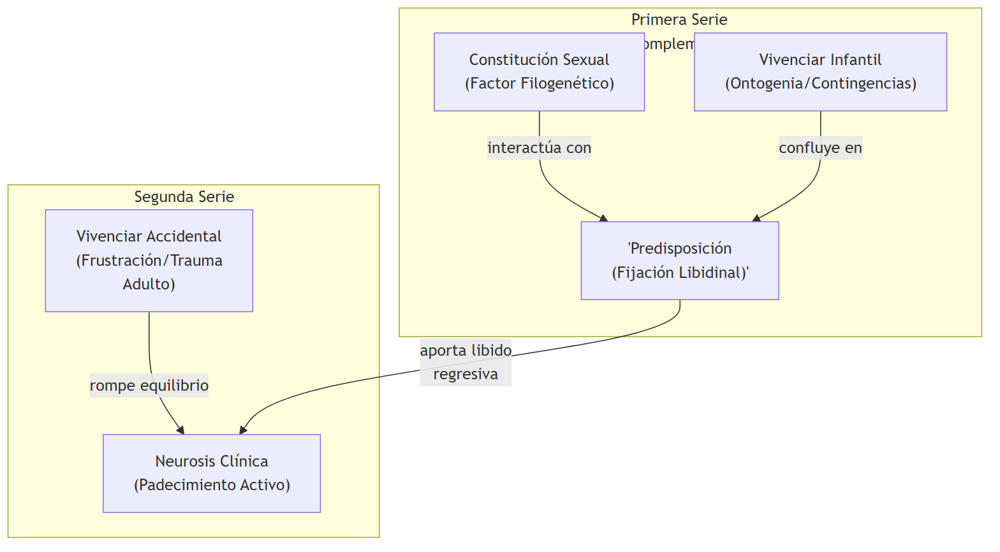 Primera Serie
Constitución Sexual
(Factor Filogenético)
Vivenciar Infantil
(Ontogenia/Contingencias)
interactúa con
confluye en
'Predisposición
(Fijación Libidinal)'
Segunda Serie
Vivenciar Accidental
(Frustración/Trauma
Adulto)
aporta libido
regresiva
rompe equilibrio
Neurosis Clínica
(Padecimiento Activo)